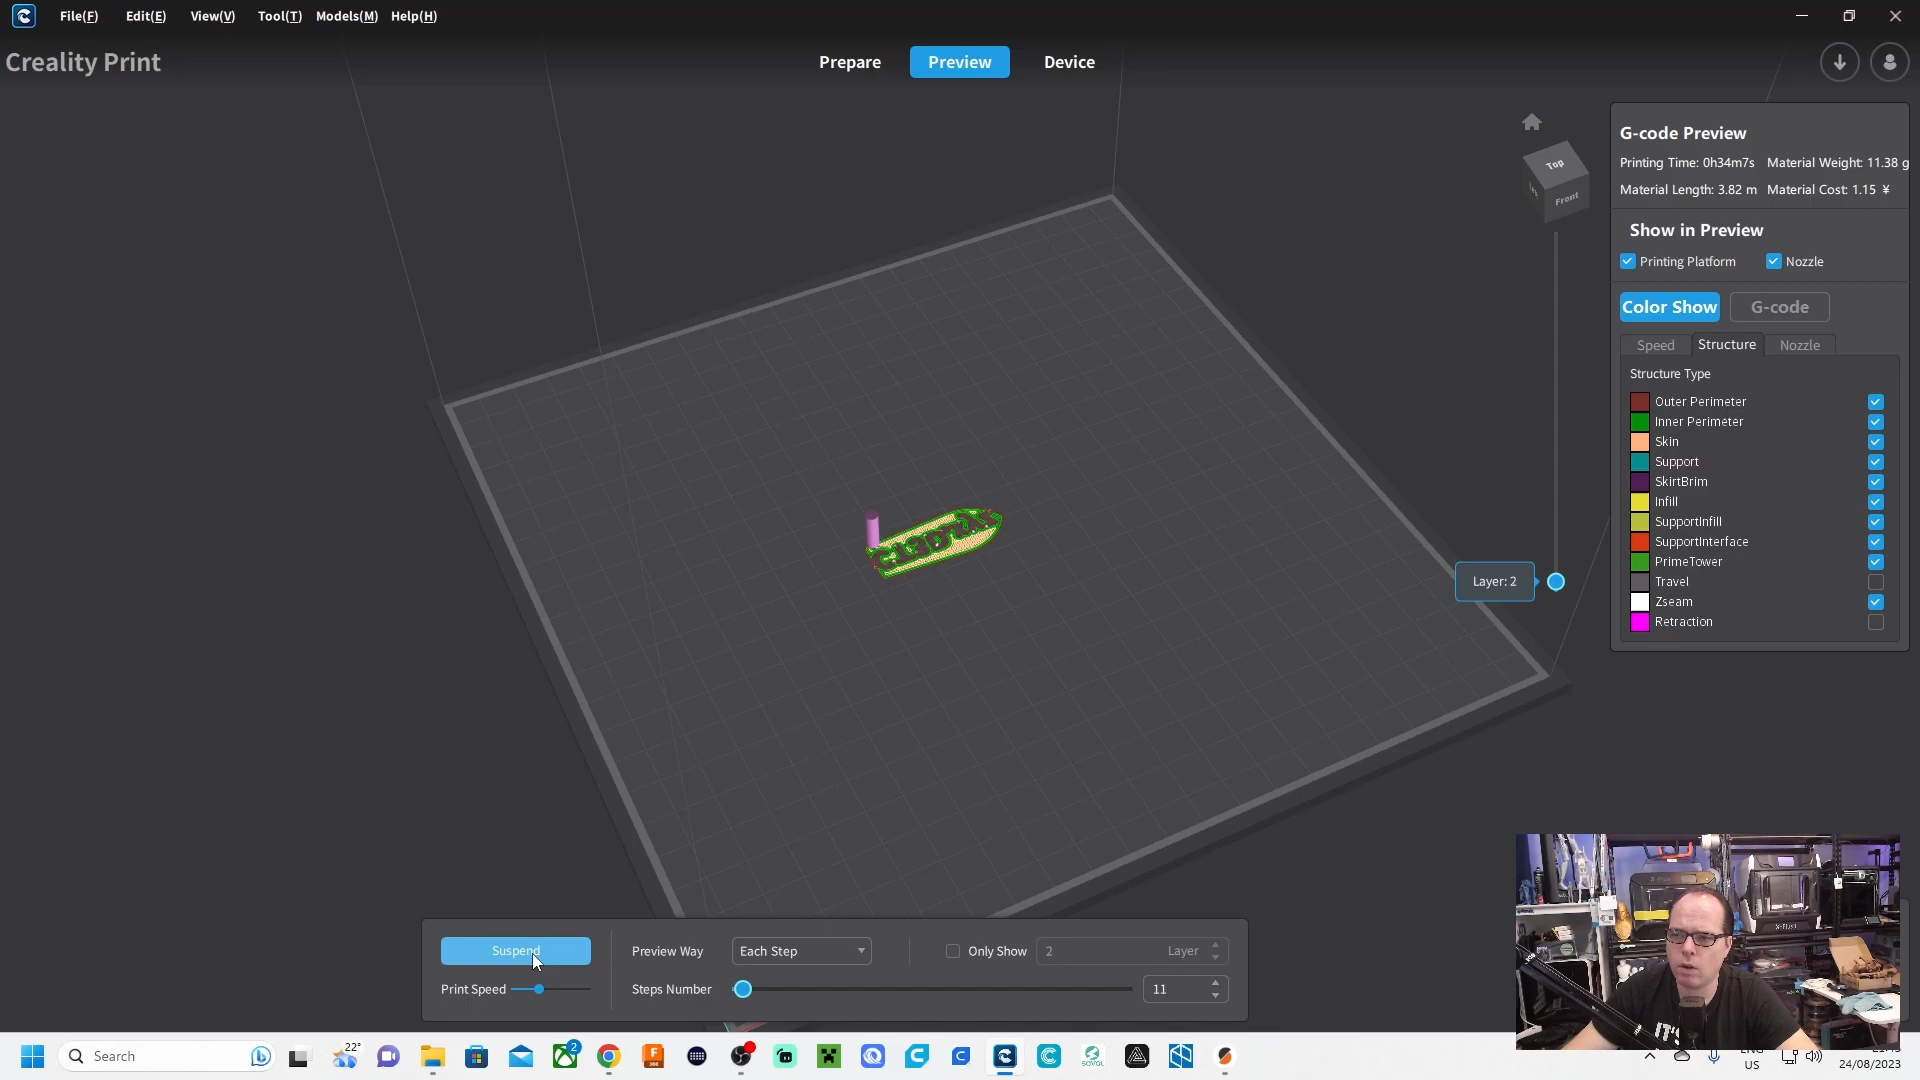 File(F) Edit(E) View(V) Tool(T) Models(M) Help(H)
Creality Print
Prepare Preview Device
G-code Preview
Printing Time: 0h34m7s Material Weight: 11.38 g
Material Length: 3.82 m Material Cost: 1.15 ¥
Show in Preview
Printing Platform Nozzle
Color Show G-code
Speed Structure Nozzle
Structure Type
Outer Perimeter
Inner Perimeter
Skin
Support
SkirtBrim
Infill
SupportInfill
SupportInterface
PrimeTower
Travel
Zseam
Retraction
Top
Front
Layer: 2
Suspend
Print Speed
Preview Way Each Step
Only Show 2 Layer
Steps Number 11
IT'S
Search
22°
2
F
360
SOVOL
ENG
US
24/08/2023